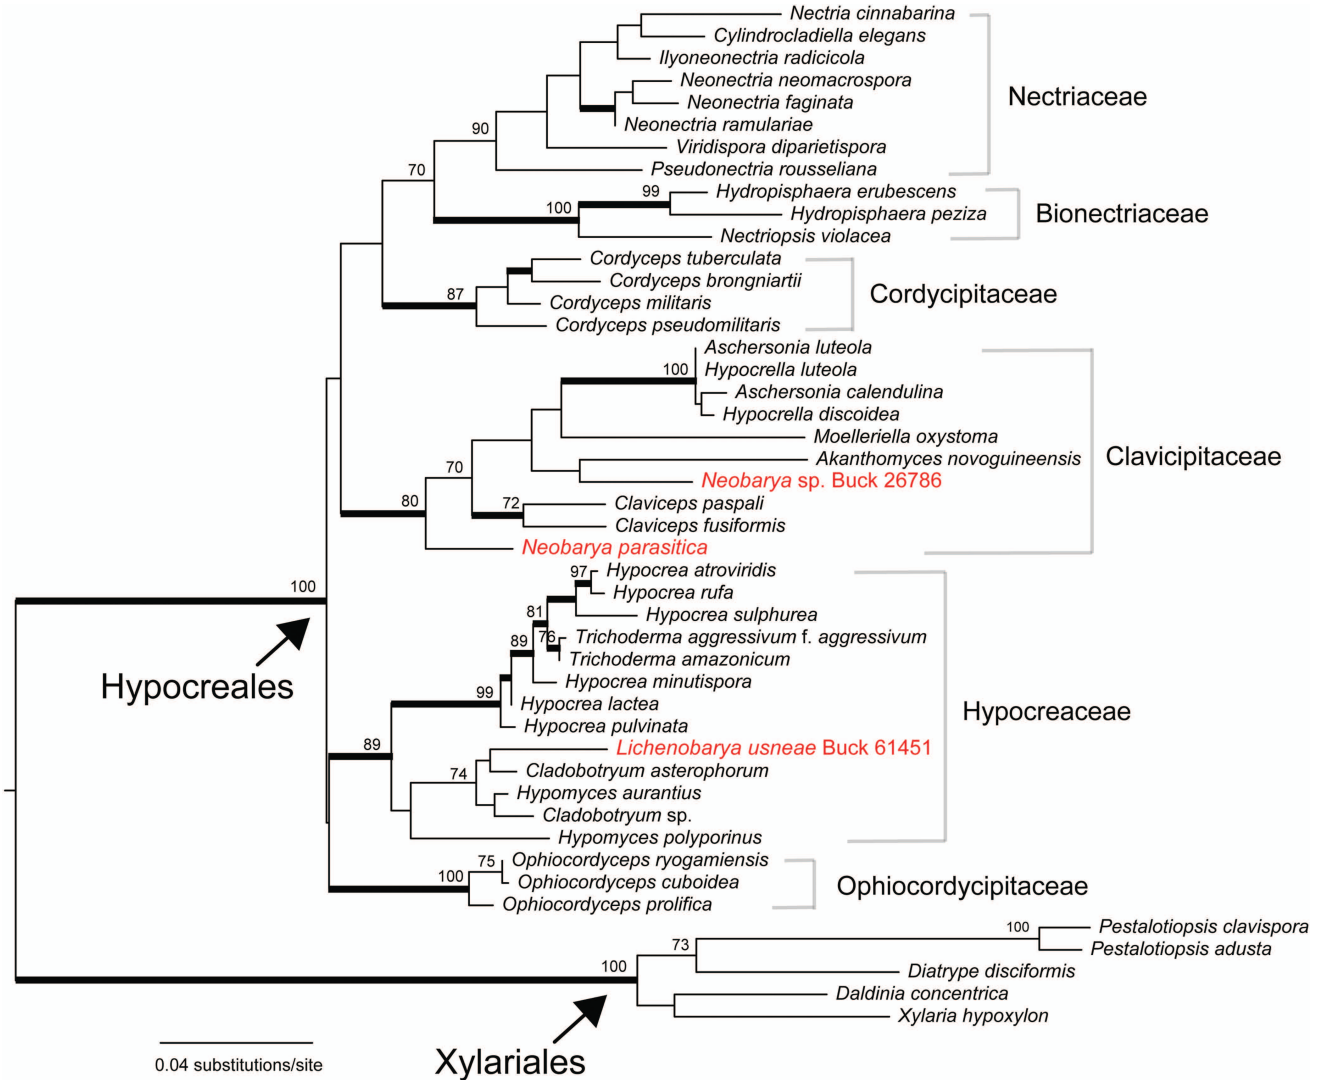 Nectria cinnabarina
Cylindrocladiella elegans
Ilyoneonectria radicicola
Neonectria neomacrospora
Nectriaceae
Neonectria faginata
Neonectria ramulariae
90
Viridispora diparietispora
70
Pseudonectria rousseliana
99
Hydropisphaera erubescens
100
Hydropisphaera peziza
Bionectriaceae
Nectriopsis violacea
Cordyceps tuberculata
Cordyceps brongniartii
87
Cordycipitaceae
Cordyceps militaris
Cordyceps pseudomilitaris
Aschersonia luteola
100
Hypocrella luteola
Aschersonia calendulina
Hypocrella discoidea
Moelleriella oxystoma
Akanthomyces novoguineensis
Clavicipitaceae
70
Neobarya sp. Buck 26786
80
72
Claviceps paspali
Claviceps fusiformis
Neobarya parasitica
97
Hypocrea atroviridis
100
Hypocrea rufa
81
Hypocrea sulphurea
89
76
Trichoderma aggressivum f. aggressivum
Trichoderma amazonicum
Hypocreales
Hypocrea minutispora
99
Hypocrea lactea
Hypocreaceae
Hypocrea pulvinata
89
Lichenobarya usneae Buck 61451
74
Cladobotryum asterophorum
Hypomyces aurantius
Cladobotryum sp.
Hypomyces polyporinus
75
Ophiocordyceps ryogamiensis
100
Ophiocordyceps cuboidea
Ophiocordycipitaceae
Ophiocordyceps prolifica
100
Pestalotiopsis clavispora
73
Pestalotiopsis adusta
100
Diatrype disciformis
Daldinia concentrica
Xylaria hypoxylon
Xylariales
0.04 substitutions/site